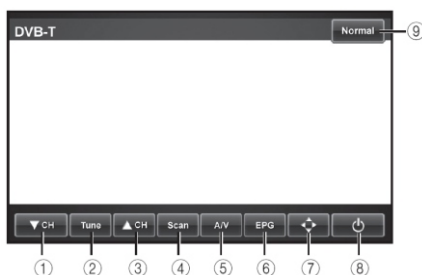 DVB-T Normal ⑨
▼CH Tune ▲CH Scan A/V EPG
① ② ③ ④ ⑤ ⑥ ⑦ ⑧